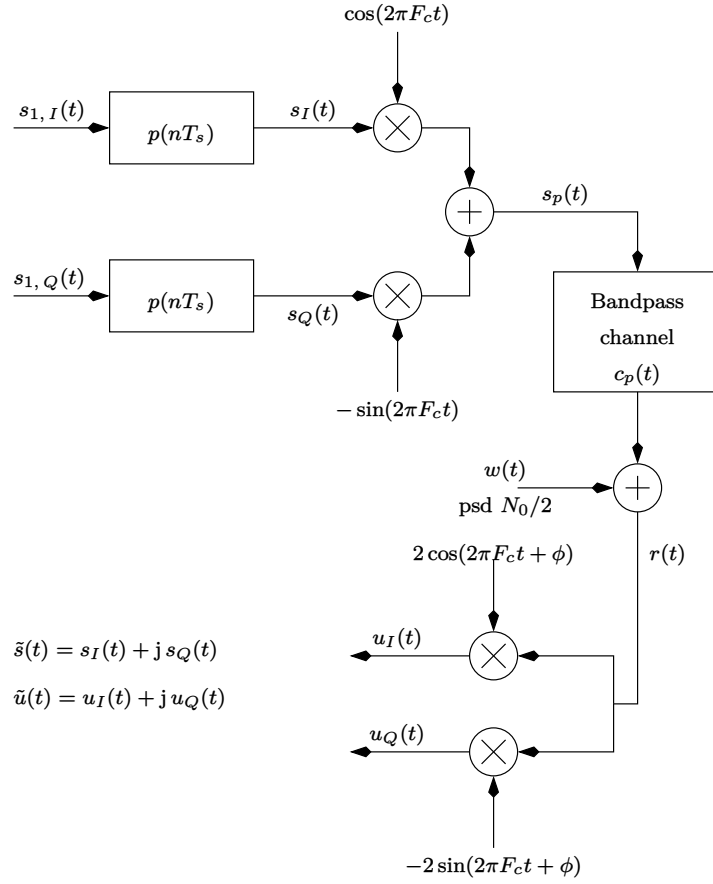 cos(2πF_c t)
s_{1, I}(t)
p(nT_s)
s_I(t)
s_p(t)
s_{1, Q}(t)
p(nT_s)
s_Q(t)
− sin(2πF_c t)
Bandpass
channel
c_p(t)
w(t)
psd N_0/2
r(t)
2 cos(2πF_c t + ϕ)
u_I(t)
s̃(t) = s_I(t) + j s_Q(t)
ũ(t) = u_I(t) + j u_Q(t)
u_Q(t)
−2 sin(2πF_c t + ϕ)